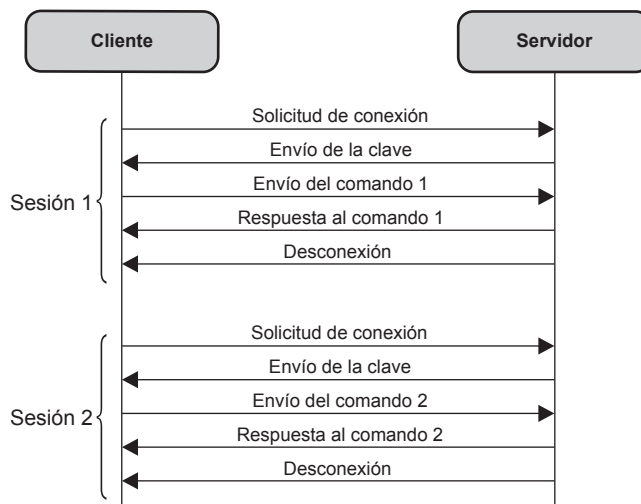 Cliente
Servidor
Solicitud de conexión
Envío de la clave
Envío del comando 1
Sesión 1
Respuesta al comando 1
Desconexión
Solicitud de conexión
Envío de la clave
Envío del comando 2
Sesión 2
Respuesta al comando 2
Desconexión